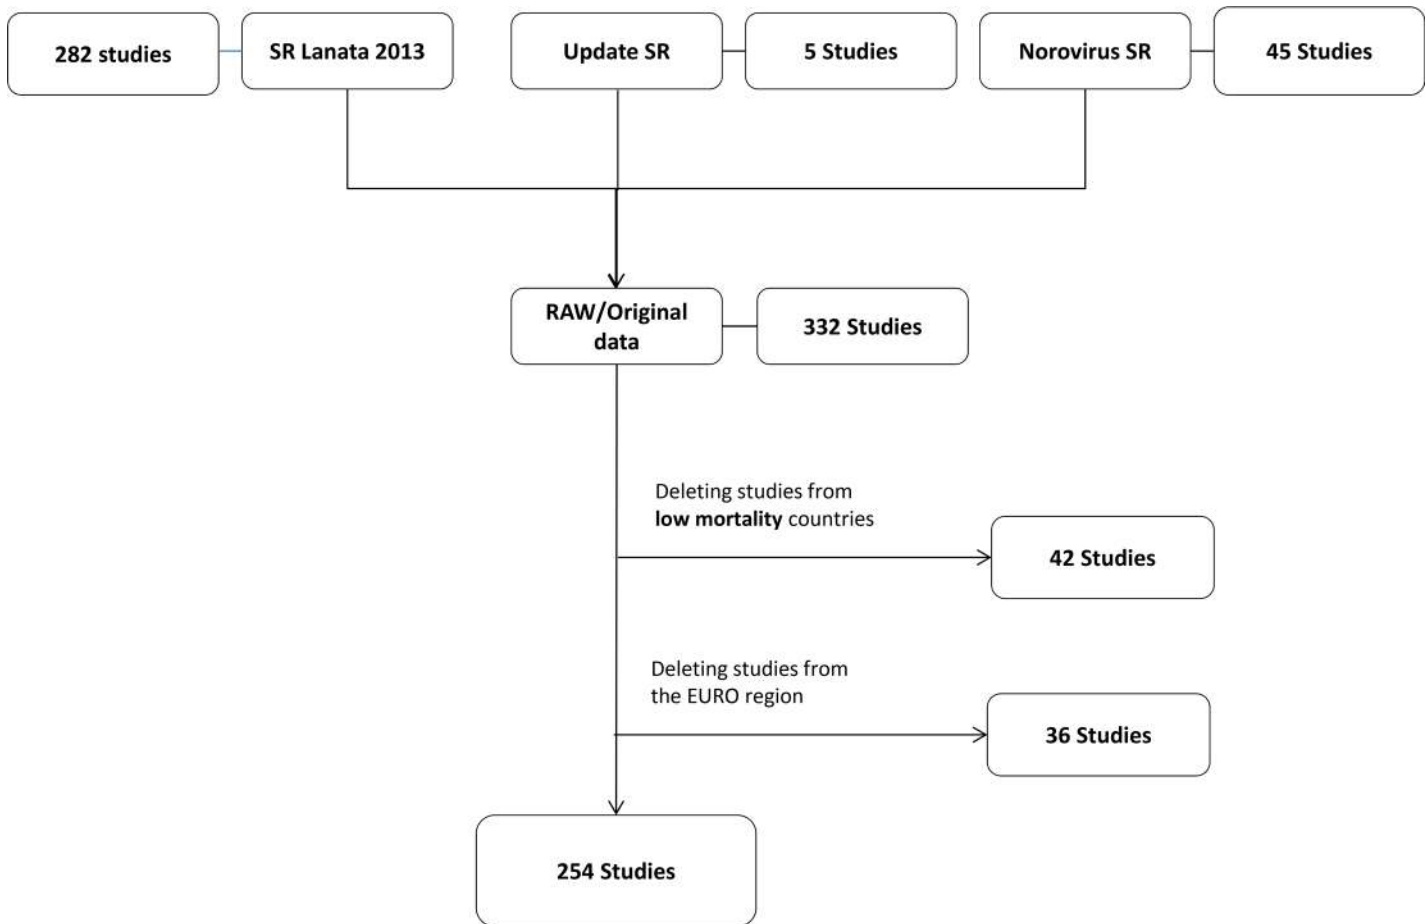 282 studies
SR Lanata 2013
Update SR
5 Studies
Norovirus SR
45 Studies
RAW/Original
data
332 Studies
Deleting studies from
low mortality countries
42 Studies
Deleting studies from
the EURO region
36 Studies
254 Studies